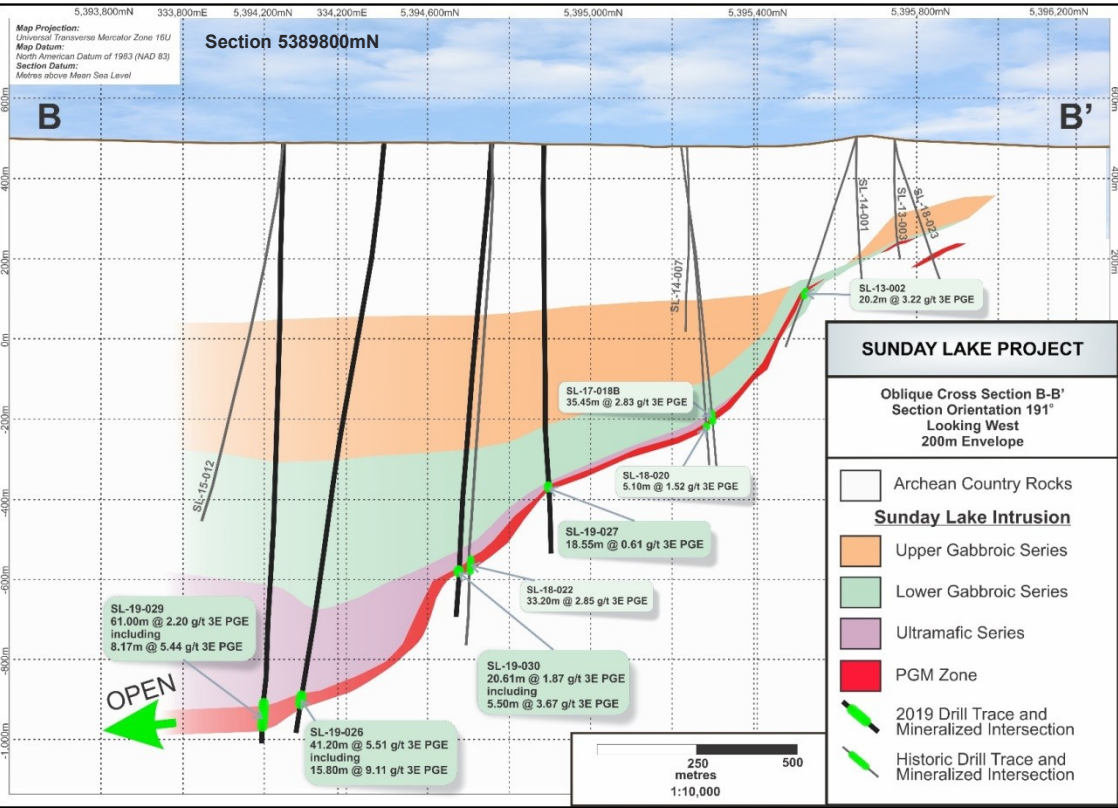 5,393,800mN 333,800mE 5,394,200mN 334,200mE 5,394,600mN 5,395,000mN 5,395,400mN 5,395,800mN 5,396,200mN
Map Projection:
Universal Transverse Mercator Zone 16U
Map Datum:
North American Datum of 1983 (NAD 83)
Section Datum:
Metres above Mean Sea Level
Section 5389800mN
B
B'
600m
400m
200m
0m
-200m
-400m
-600m
-800m
-1,000m
600m
400m
200m
SL-15-012
SL-14-007
SL-14-001
SL-13-003
SL-18-023
SL-13-002
20.2m @ 3.22 g/t 3E PGE
SL-17-018B
35.45m @ 2.83 g/t 3E PGE
SL-18-020
5.10m @ 1.52 g/t 3E PGE
SL-19-027
18.55m @ 0.61 g/t 3E PGE
SL-18-022
33.20m @ 2.85 g/t 3E PGE
SL-19-030
20.61m @ 1.87 g/t 3E PGE
including
5.50m @ 3.67 g/t 3E PGE
SL-19-029
61.00m @ 2.20 g/t 3E PGE
including
8.17m @ 5.44 g/t 3E PGE
SL-19-026
41.20m @ 5.51 g/t 3E PGE
including
15.80m @ 9.11 g/t 3E PGE
OPEN
250 500
metres
1:10,000
SUNDAY LAKE PROJECT
Oblique Cross Section B-B'
Section Orientation 191°
Looking West
200m Envelope
Archean Country Rocks
Sunday Lake Intrusion
Upper Gabbroic Series
Lower Gabbroic Series
Ultramafic Series
PGM Zone
2019 Drill Trace and
Mineralized Intersection
Historic Drill Trace and
Mineralized Intersection